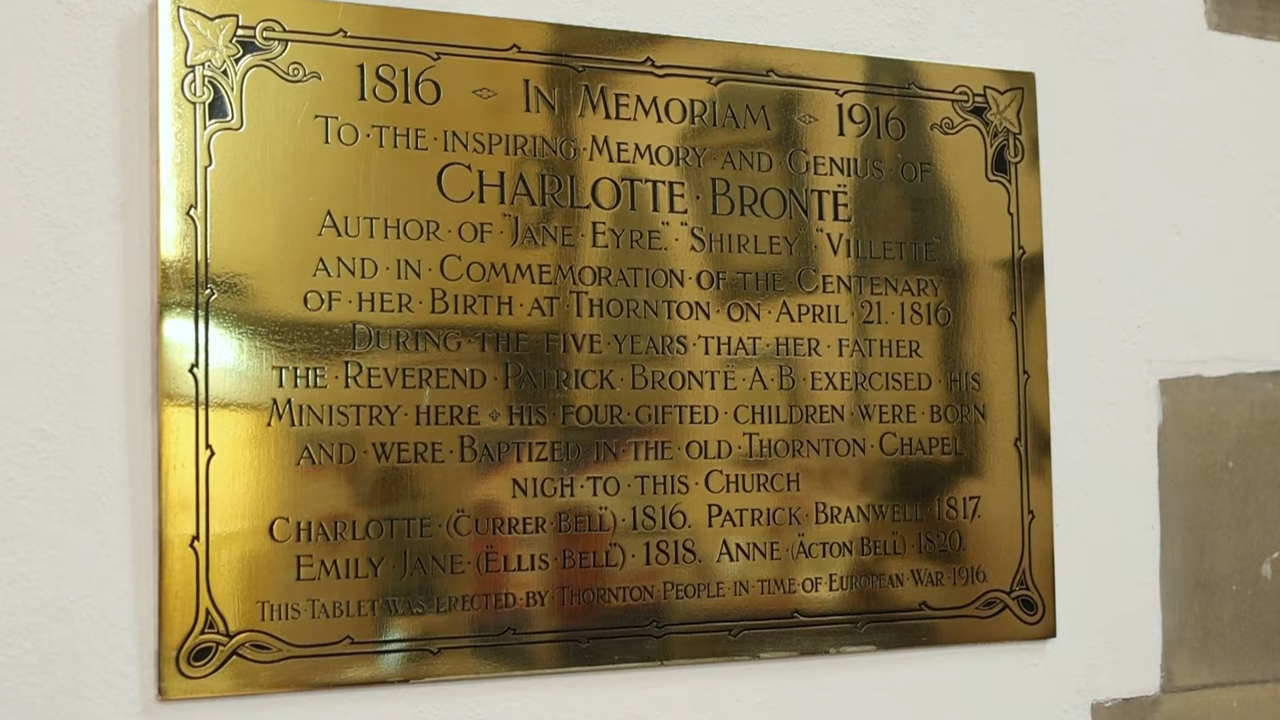 1816 In Memoriam 1916
To·the·inspiring·Memory·and·Genius·of
Charlotte·Brontë
Author·of·"Jane·Eyre"·"Shirley"·"Villette"
and·in·Commemoration·of·the·Centenary
of·her·Birth·at·Thornton·on·April·21·1816
During·the·five·years·that·her·father
the·Reverend·Patrick·Brontë·A·B·exercised·his
Ministry·here·his·four·gifted·children·were·born
and·were·Baptized·in·the·old·Thornton·Chapel
nigh·to·this·Church
Charlotte·("Currer·Bell")·1816. Patrick·Branwell·1817.
Emily·Jane·("Ellis·Bell")·1818. Anne·("Acton Bell")·1820.
This·Tablet·was·erected·by·Thornton·People·in·time·of·European·War·1916.